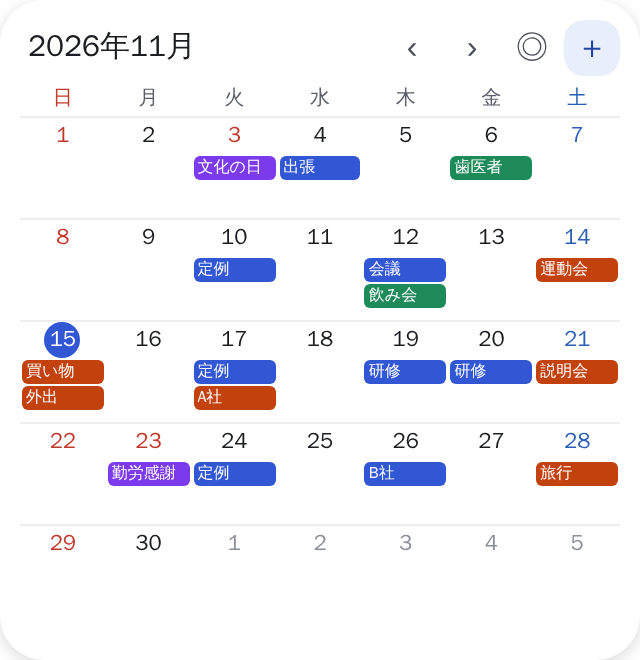 2026年11月 ‹ › ◎ +
日 月 火 水 木 金 土
1 2 3 4 5 6 7
文化の日 出張 歯医者
8 9 10 11 12 13 14
定例 会議 運動会
飲み会
15 16 17 18 19 20 21
買い物 定例 研修 研修 説明会
外出 A社
22 23 24 25 26 27 28
勤労感謝 定例 B社 旅行
29 30 1 2 3 4 5